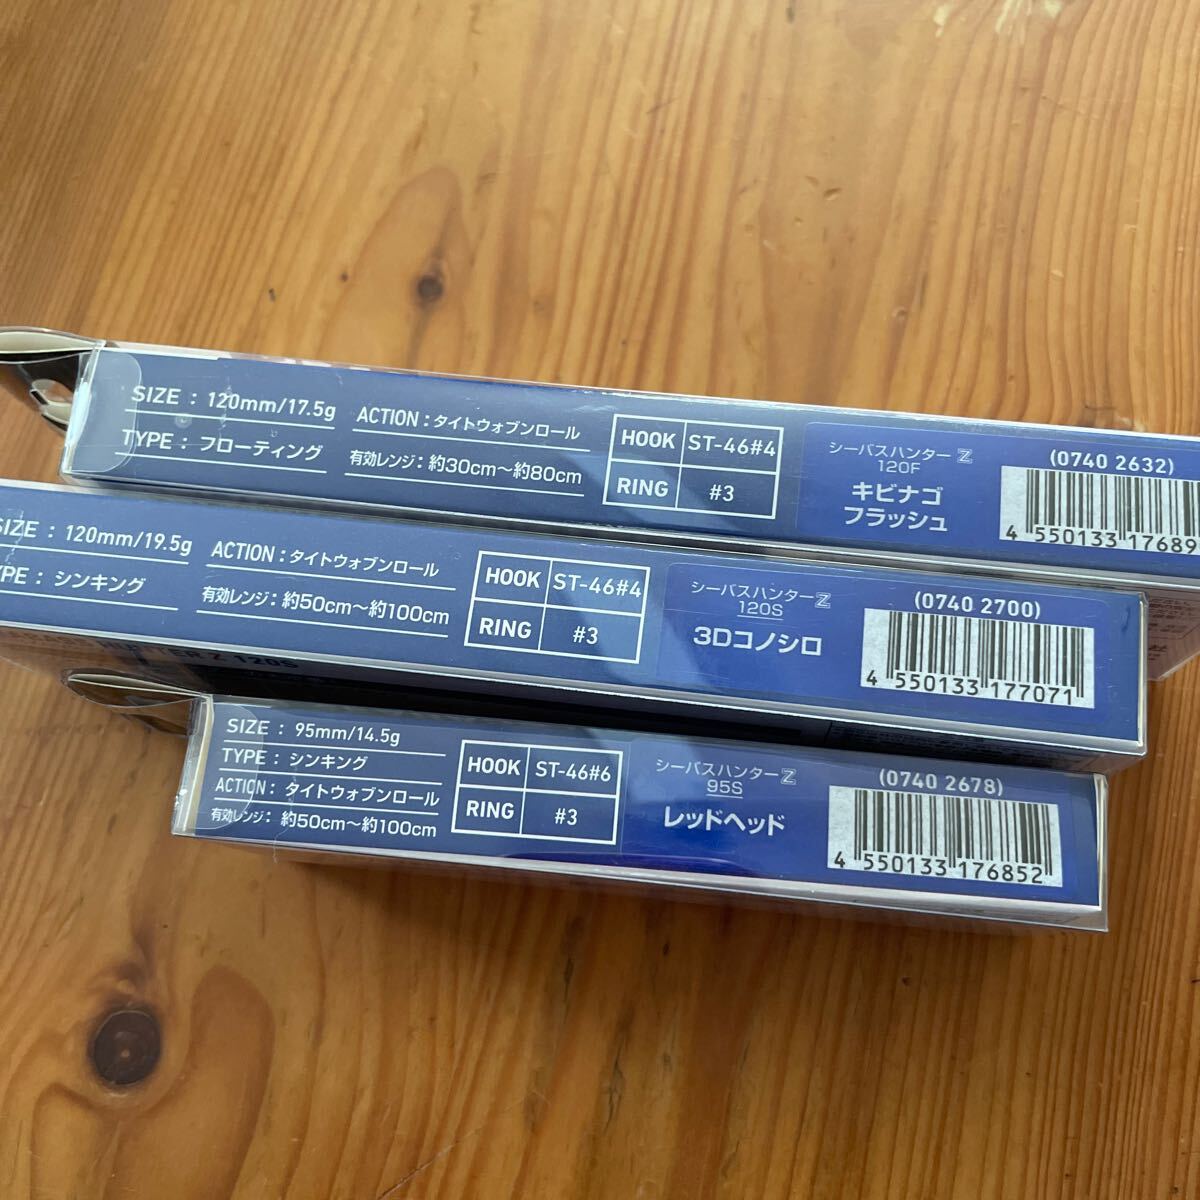 SIZE : 120mm/17.5g
TYPE : フローティング
ACTION : タイトウォブンロール
有効レンジ : 約30cm～約80cm
HOOK ST-46#4
RING #3
シーバスハンターZ
120F
キビナゴ
フラッシュ
(0740 2632)
4 550133 17689
SIZE : 120mm/19.5g
TYPE : シンキング
ACTION : タイトウォブンロール
有効レンジ : 約50cm～約100cm
HOOK ST-46#4
RING #3
シーバスハンターZ
120S
3Dコノシロ
(0740 2700)
4 550133 177071
Z 120S
SIZE : 95mm/14.5g
TYPE : シンキング
ACTION : タイトウォブンロール
有効レンジ : 約50cm～約100cm
HOOK ST-46#6
RING #3
シーバスハンターZ
95S
レッドヘッド
(0740 2678)
4 550133 176852